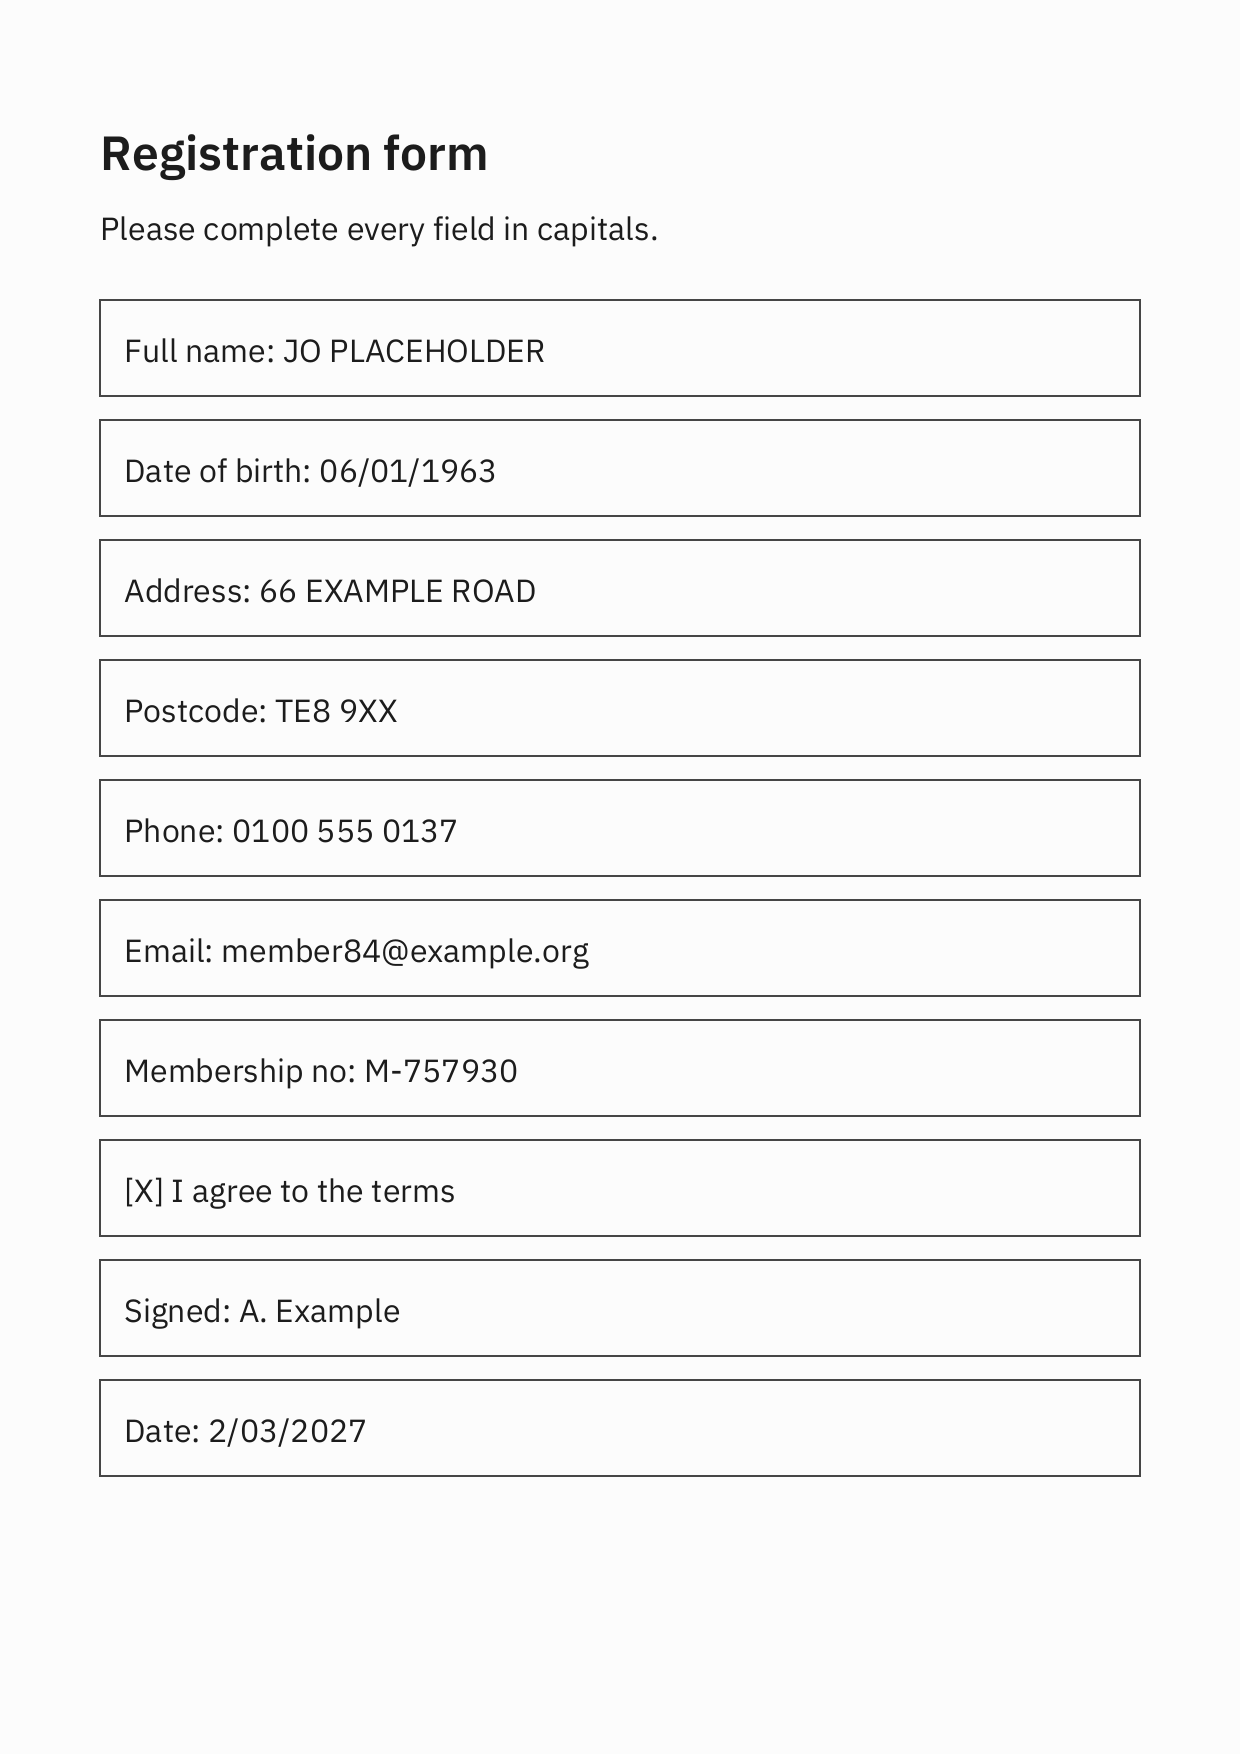 Registration form
Please complete every field in capitals.
Full name: JO PLACEHOLDER
Date of birth: 06/01/1963
Address: 66 EXAMPLE ROAD
Postcode: TE8 9XX
Phone: 0100 555 0137
Email: member84@example.org
Membership no: M-757930
[X] I agree to the terms
Signed: A. Example
Date: 2/03/2027